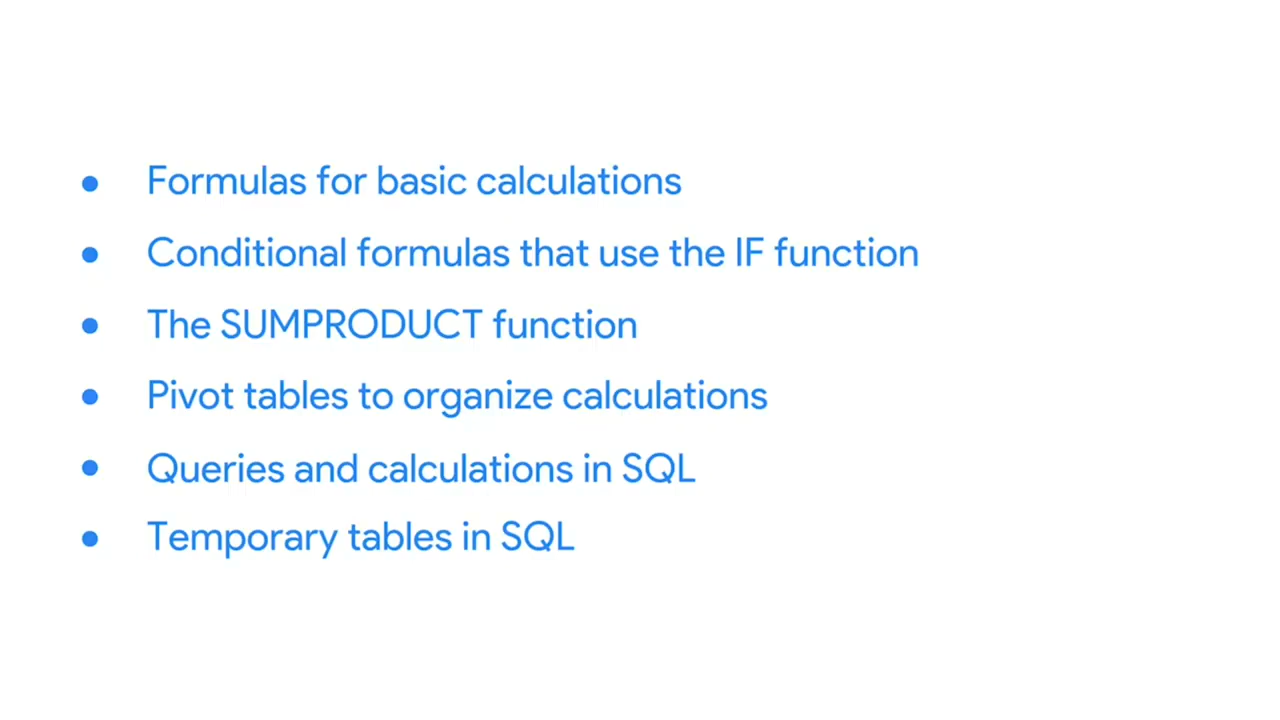 ● Formulas for basic calculations
● Conditional formulas that use the IF function
● The SUMPRODUCT function
● Pivot tables to organize calculations
● Queries and calculations in SQL
● Temporary tables in SQL